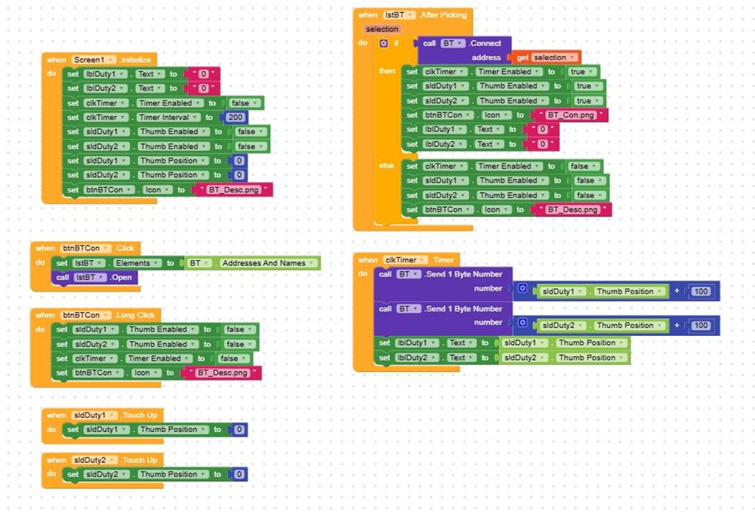 when Screen1 .Initialize
do set lblDuty1 . Text to " 0 "
set lblDuty2 . Text to " 0 "
set clkTimer . Timer Enabled to false
set clkTimer . Timer Interval to 200
set sldDuty1 . Thumb Enabled to false
set sldDuty2 . Thumb Enabled to false
set sldDuty1 . Thumb Position to 0
set sldDuty2 . Thumb Position to 0
set btnBTCon . Icon to " BT_Desc.png "
when btnBTCon .Click
do set lstBT . Elements to BT . Addresses And Names
call lstBT .Open
when btnBTCon .Long Click
do set sldDuty1 . Thumb Enabled to false
set sldDuty2 . Thumb Enabled to false
set clkTimer . Timer Enabled to false
set btnBTCon . Icon to " BT_Desc.png "
when sldDuty1 .Touch Up
do set sldDuty1 . Thumb Position to 0
when sldDuty2 .Touch Up
do set sldDuty2 . Thumb Position to 0
when lstBT .After Picking
selection
do if call BT .Connect
address get selection
then set clkTimer . Timer Enabled to true
set sldDuty1 . Thumb Enabled to true
set sldDuty2 . Thumb Enabled to true
set btnBTCon . Icon to " BT_Con.png "
set lblDuty1 . Text to " 0 "
set lblDuty2 . Text to " 0 "
else set clkTimer . Timer Enabled to false
set sldDuty1 . Thumb Enabled to false
set sldDuty2 . Thumb Enabled to false
set btnBTCon . Icon to " BT_Desc.png "
when clkTimer .Timer
do call BT .Send 1 Byte Number
number sldDuty1 . Thumb Position + 100
call BT .Send 1 Byte Number
number sldDuty2 . Thumb Position + 100
set lblDuty1 . Text to sldDuty1 . Thumb Position
set lblDuty2 . Text to sldDuty2 . Thumb Position